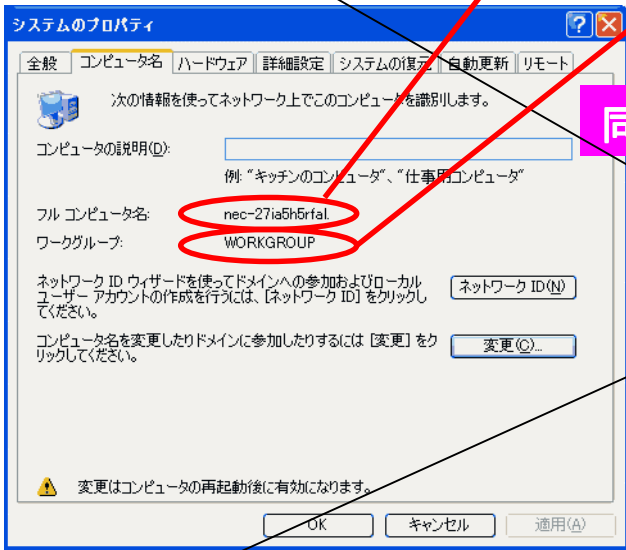 システムのプロパティ
全般 コンピュータ名 ハードウェア 詳細設定 システムの復元 自動更新 リモート
次の情報を使ってネットワーク上でこのコンピュータを識別します。
同
コンピュータの説明(D):
例: "キッチンのコンピュータ"、"仕事用コンピュータ"
フル コンピュータ名: nec-27ia5h5rfal.
ワークグループ: WORKGROUP
ネットワーク ID ウィザードを使ってドメインへの参加およびローカル
ユーザー アカウントの作成を行うには、[ネットワーク ID] をクリックし
てください。
ネットワーク ID(N)
コンピュータ名を変更したりドメインに参加したりするには [変更] をク
リックしてください。
変更(C)...
変更はコンピュータの再起動後に有効になります。
OK キャンセル 適用(A)